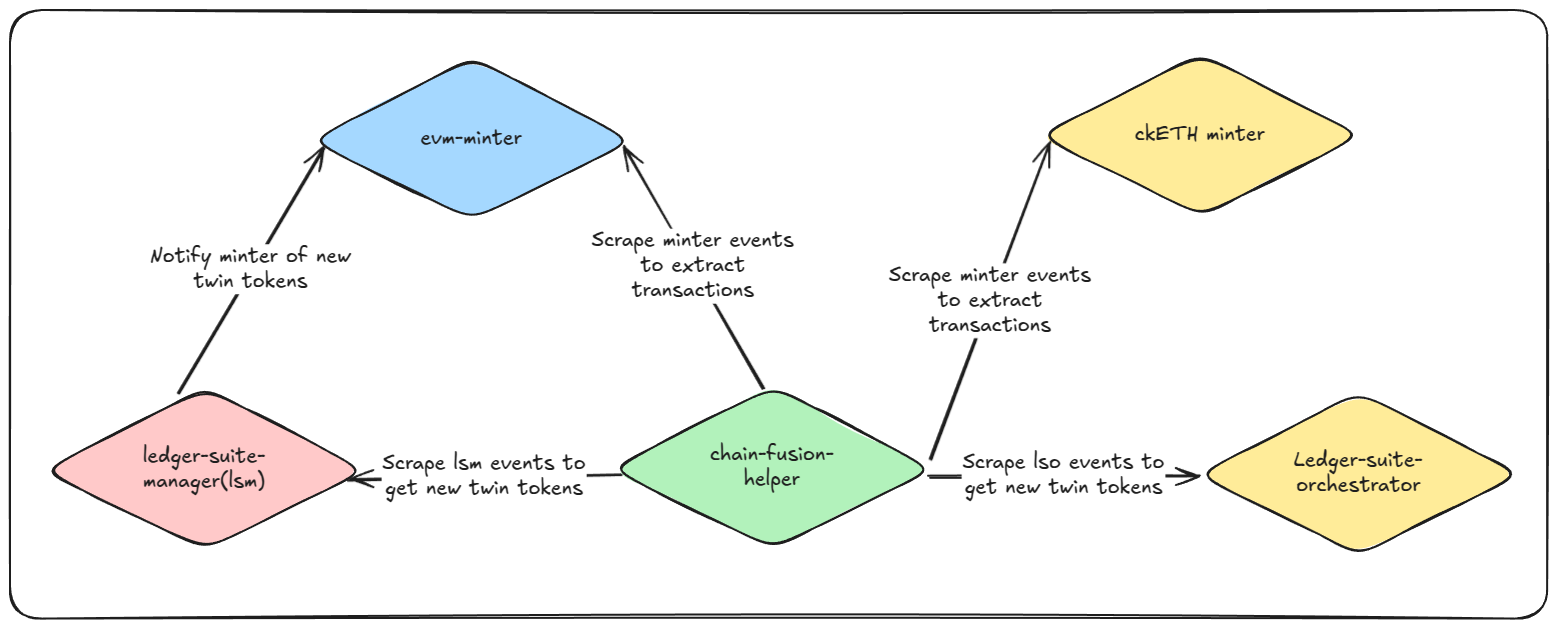 evm-minter
ckETH minter
Notify minter of new
twin tokens
Scrape minter events
to extract
transactions
Scrape minter events
to extract
transactions
ledger-suite-
manager(lsm)
Scrape lsm events to
get new twin tokens
chain-fusion-
helper
Scrape lso events to
get new twin tokens
Ledger-suite-
orchestrator